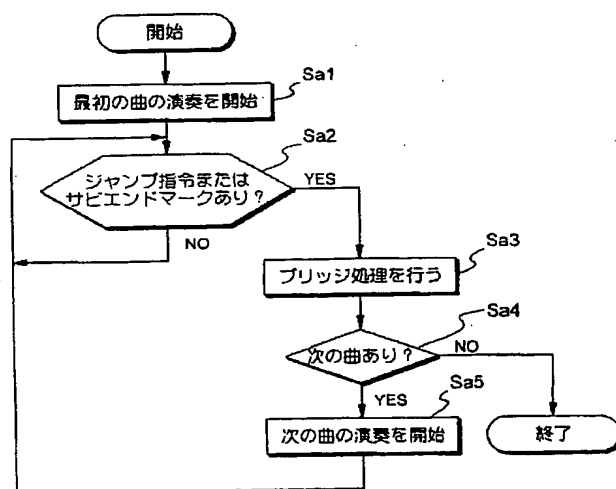 開始
Sa1
最初の曲の演奏を開始
Sa2
ジャンプ指令または
サビエンドマークあり？
YES
NO
Sa3
ブリッジ処理を行う
Sa4
次の曲あり？
NO
YES
Sa5
次の曲の演奏を開始
終了